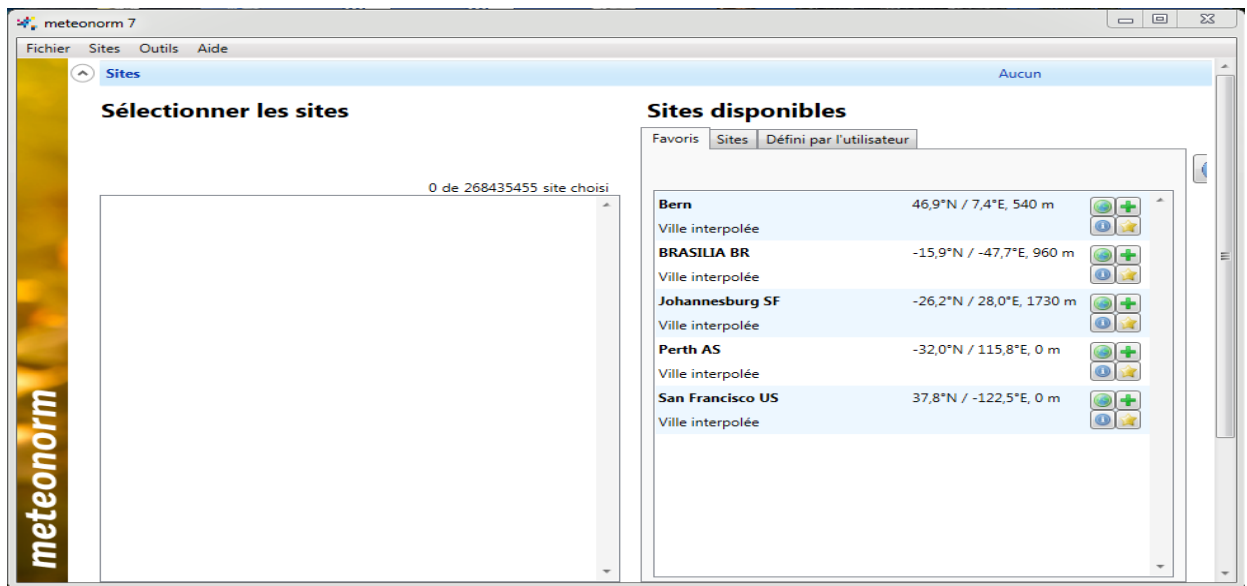 meteonorm 7
Fichier Sites Outils Aide
Sites Aucun
Sélectionner les sites
0 de 268435455 site choisi
Sites disponibles
Favoris Sites Défini par l'utilisateur
Bern 46,9°N / 7,4°E, 540 m
Ville interpolée
BRASILIA BR -15,9°N / -47,7°E, 960 m
Ville interpolée
Johannesburg SF -26,2°N / 28,0°E, 1730 m
Ville interpolée
Perth AS -32,0°N / 115,8°E, 0 m
Ville interpolée
San Francisco US 37,8°N / -122,5°E, 0 m
Ville interpolée
meteonorm